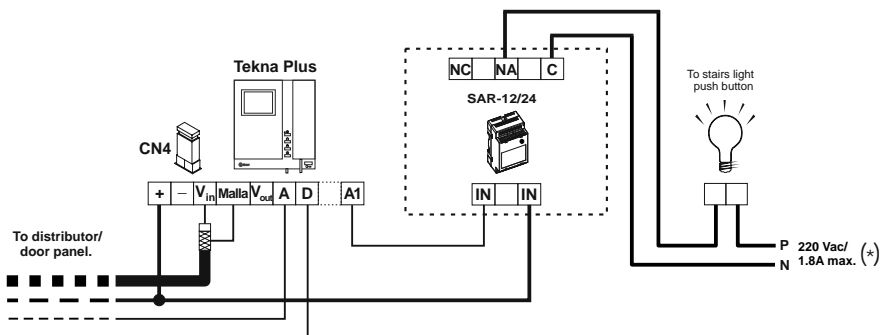 Tekna Plus
CN4
NC NA C
SAR-12/24
To stairs light
push button
+ − Vin Malla Vout A D A1
IN IN
To distributor/
door panel.
P 220 Vac/
N 1.8A max. (*)